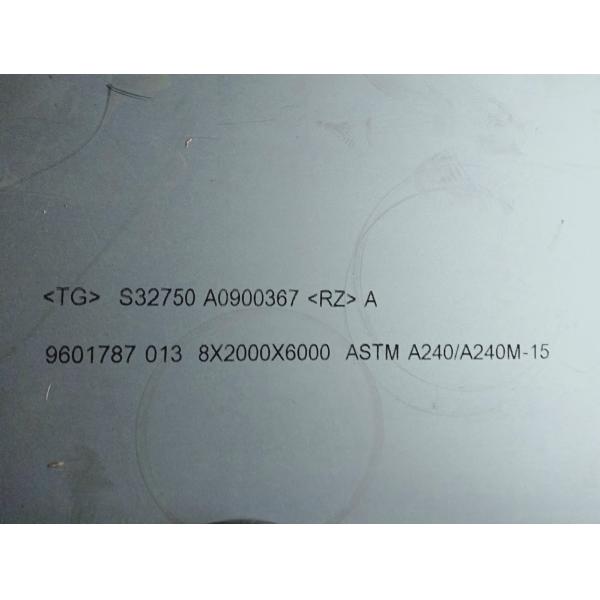 <TG> S32750 A0900367 <RZ> A
9601787 013 8X2000X6000 ASTM A240/A240M-15